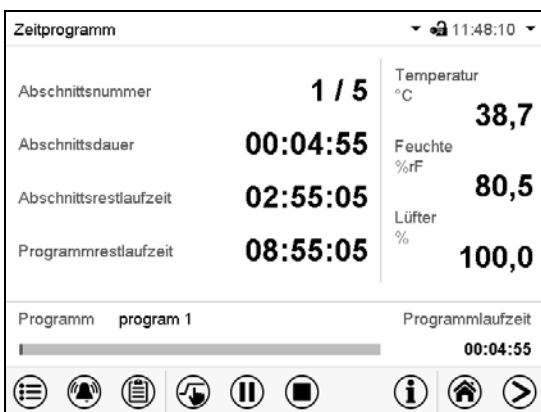 Zeitprogramm 11:48:10
Abschnittsnummer 1 / 5
Abschnittsdauer 00:04:55
Abschnittsrestlaufzeit 02:55:05
Programmrestlaufzeit 08:55:05
Temperatur
°C
38,7
Feuchte
%rF
80,5
Lüfter
%
100,0
Programm program 1 Programmlaufzeit
00:04:55